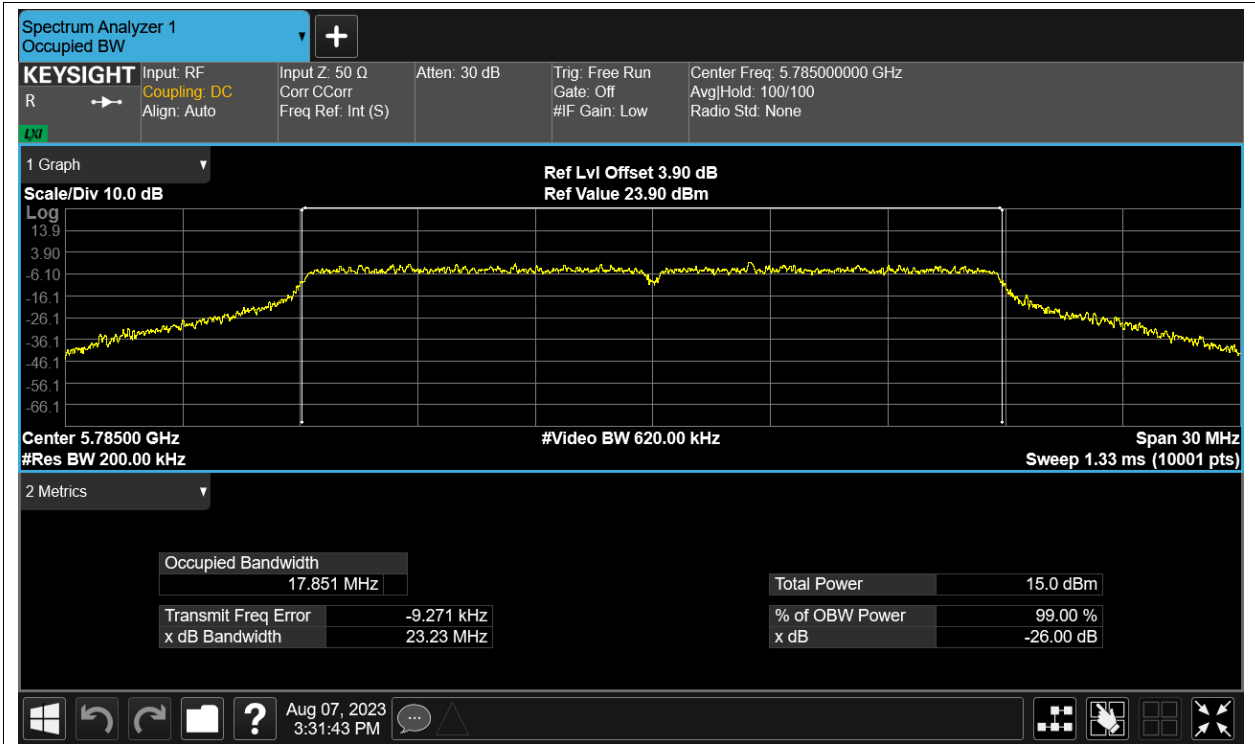 Spectrum Analyzer 1
Occupied BW
KEYSIGHT
R
LXI
Input: RF
Coupling: DC
Align: Auto
Input Z: 50 Ω
Corr CCorr
Freq Ref: Int (S)
Atten: 30 dB
Trig: Free Run
Gate: Off
#IF Gain: Low
Center Freq: 5.785000000 GHz
Avg|Hold: 100/100
Radio Std: None
1 Graph
Scale/Div 10.0 dB
Ref Lvl Offset 3.90 dB
Ref Value 23.90 dBm
Log
13.9
3.90
-6.10
-16.1
-26.1
-36.1
-46.1
-56.1
-66.1
Center 5.78500 GHz
#Video BW 620.00 kHz
Span 30 MHz
#Res BW 200.00 kHz
Sweep 1.33 ms (10001 pts)
2 Metrics
Occupied Bandwidth
17.851 MHz
Transmit Freq Error -9.271 kHz
x dB Bandwidth 23.23 MHz
Total Power 15.0 dBm
% of OBW Power 99.00 %
x dB -26.00 dB
?
Aug 07, 2023
3:31:43 PM